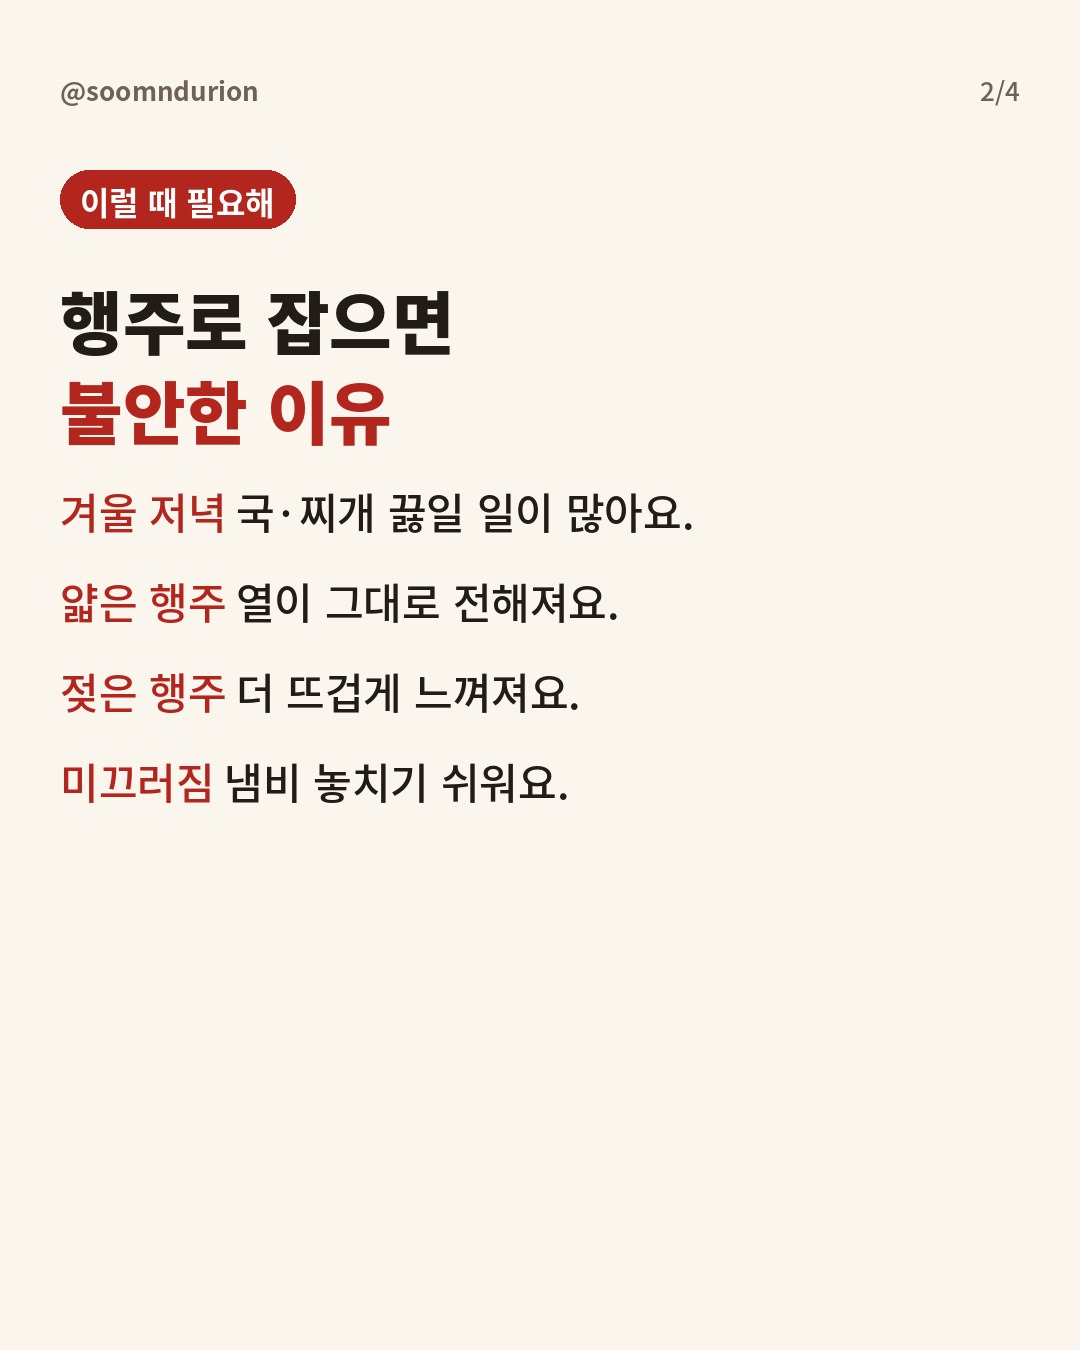 @soomndurion
2/4
이럴 때 필요해
행주로 잡으면
불안한 이유
겨울 저녁 국·찌개 끓일 일이 많아요.
얇은 행주 열이 그대로 전해져요.
젖은 행주 더 뜨겁게 느껴져요.
미끄러짐 냄비 놓치기 쉬워요.